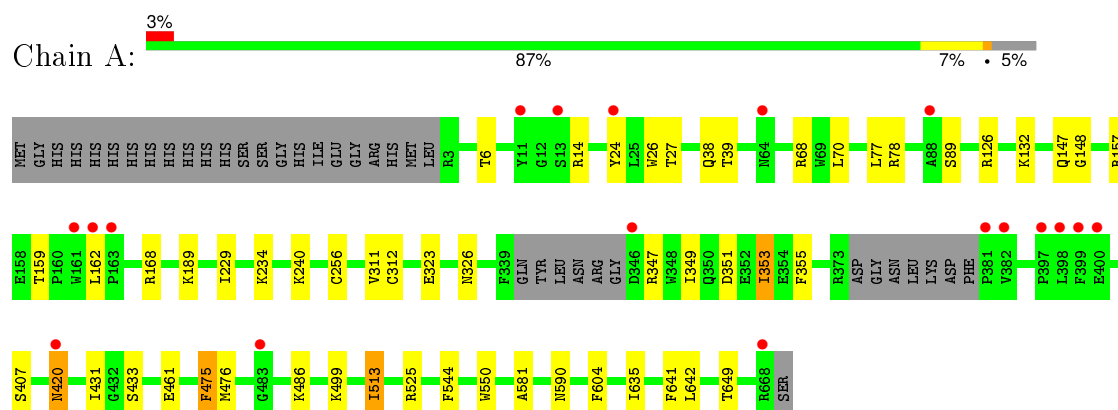 3%
Chain A:
87% 7% • 5%
MET GLY HIS HIS HIS HIS HIS HIS HIS HIS HIS HIS HIS SER SER GLY HIS ILE GLU GLY ARG HIS MET LEU R3 T6 Y11 G12 S13 R14 Y24 L25 W26 T27 Q38 T39 N64 R68 W69 L70 L77 R78 A88 S89 R126 K132 Q147 G148 R157
E158 T159 P160 W161 L162 P163 R168 K189 I229 K234 K240 C256 V311 C312 E323 N326 F339 GLN TYR LEU ASN ARG GLY D346 R347 W348 I349 Q350 D351 E352 I353 E354 F355 R373 ASP GLY ASN LEU LYS ASP PHE P381 V382 P397 L398 F399 E400
S407 N420 I431 G432 S433 E461 F475 M476 G483 K486 K499 I513 R525 F544 W550 A581 N590 F604 I635 F641 L642 T649 R668 SER